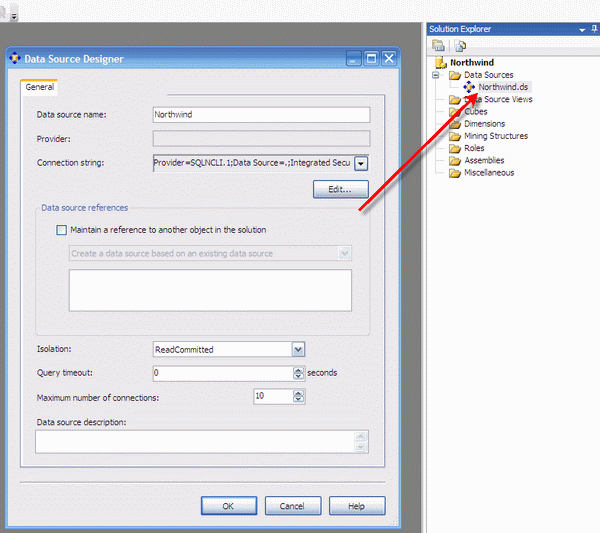 Data Source Designer
General
Data source name: Northwind
Provider:
Connection string: Provider=SQLNCLI.1;Data Source=.;Integrated Secu
Edit...
Data source references
Maintain a reference to another object in the solution
Create a data source based on an existing data source
Isolation: ReadCommitted
Query timeout: 0 seconds
Maximum number of connections: 10
Data source description:
OK Cancel Help
Solution Explorer
Northwind
Data Sources
Northwind.ds
Data Source Views
Cubes
Dimensions
Mining Structures
Roles
Assemblies
Miscellaneous